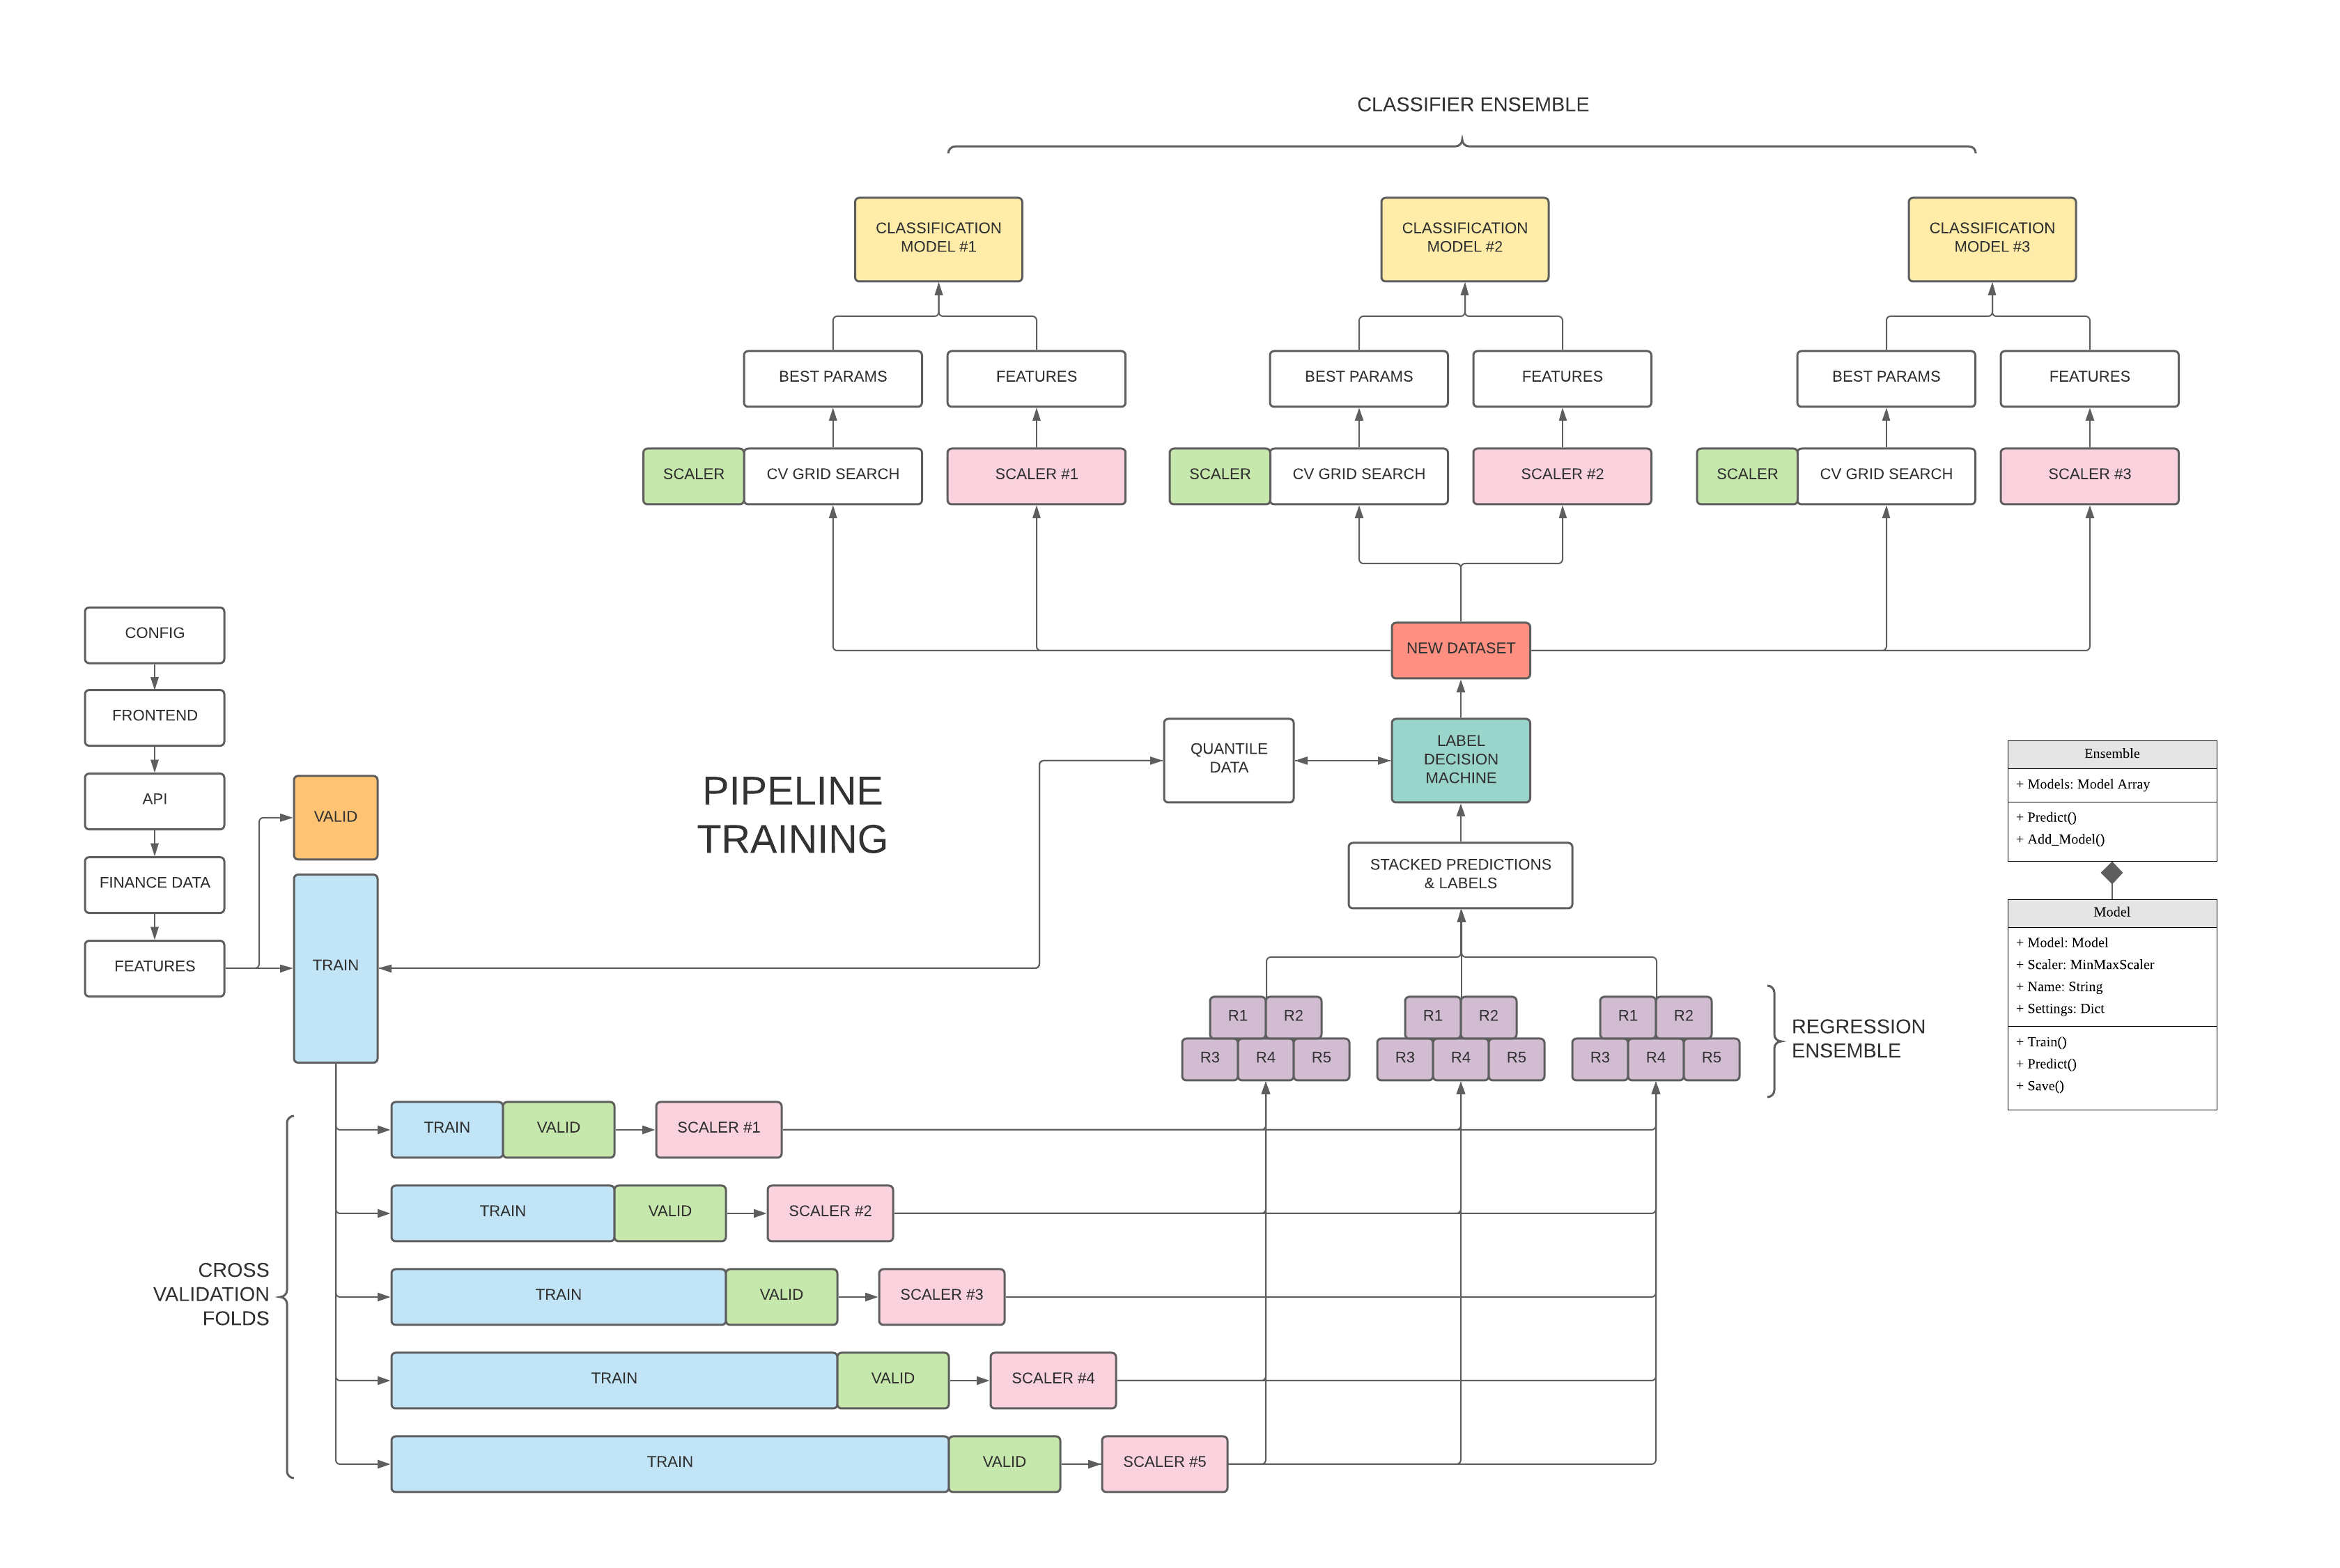 CLASSIFIER ENSEMBLE
CLASSIFICATION
MODEL #1
CLASSIFICATION
MODEL #2
CLASSIFICATION
MODEL #3
BEST PARAMS
FEATURES
BEST PARAMS
FEATURES
BEST PARAMS
FEATURES
SCALER
CV GRID SEARCH
SCALER #1
SCALER
CV GRID SEARCH
SCALER #2
SCALER
CV GRID SEARCH
SCALER #3
CONFIG
FRONTEND
API
FINANCE DATA
FEATURES
VALID
TRAIN
PIPELINE
TRAINING
NEW DATASET
QUANTILE
DATA
LABEL
DECISION
MACHINE
STACKED PREDICTIONS
& LABELS
R1
R2
R3
R4
R5
R1
R2
R3
R4
R5
R1
R2
R3
R4
R5
REGRESSION
ENSEMBLE
Ensemble
+ Models: Model Array
+ Predict()
+ Add_Model()
Model
+ Model: Model
+ Scaler: MinMaxScaler
+ Name: String
+ Settings: Dict
+ Train()
+ Predict()
+ Save()
CROSS
VALIDATION
FOLDS
TRAIN
VALID
SCALER #1
TRAIN
VALID
SCALER #2
TRAIN
VALID
SCALER #3
TRAIN
VALID
SCALER #4
TRAIN
VALID
SCALER #5